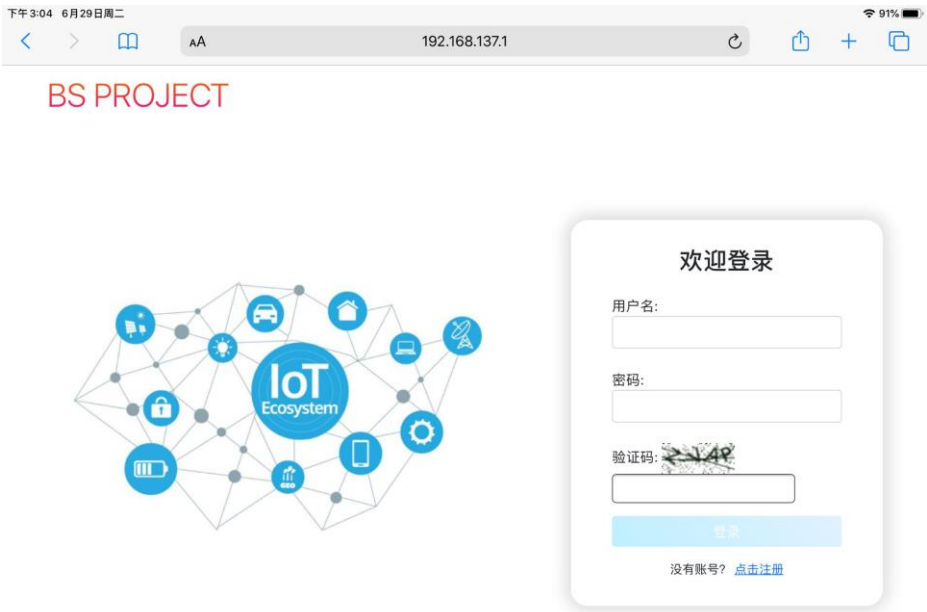 下午3:04 6月29日周二 91%
AA 192.168.137.1
BS PROJECT
欢迎登录
用户名:
密码:
验证码:
登录
没有账号? 点击注册
IoT
Ecosystem
GEO